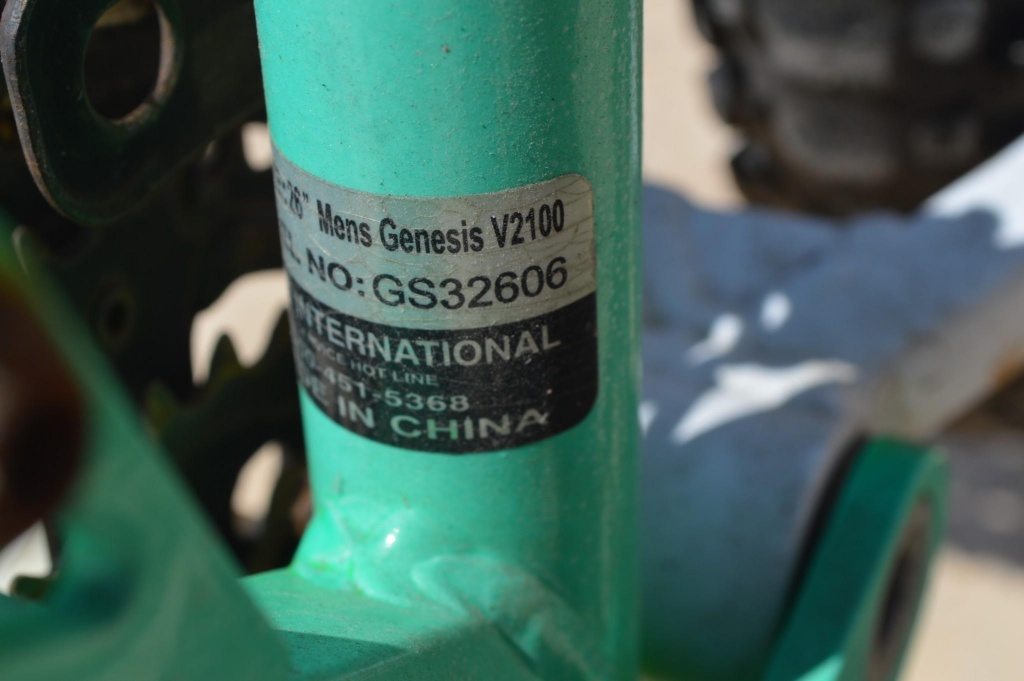 26" Mens Genesis V2100
NO: GS32606
INTERNATIONAL
HOT LINE
451-5368
IN CHINA